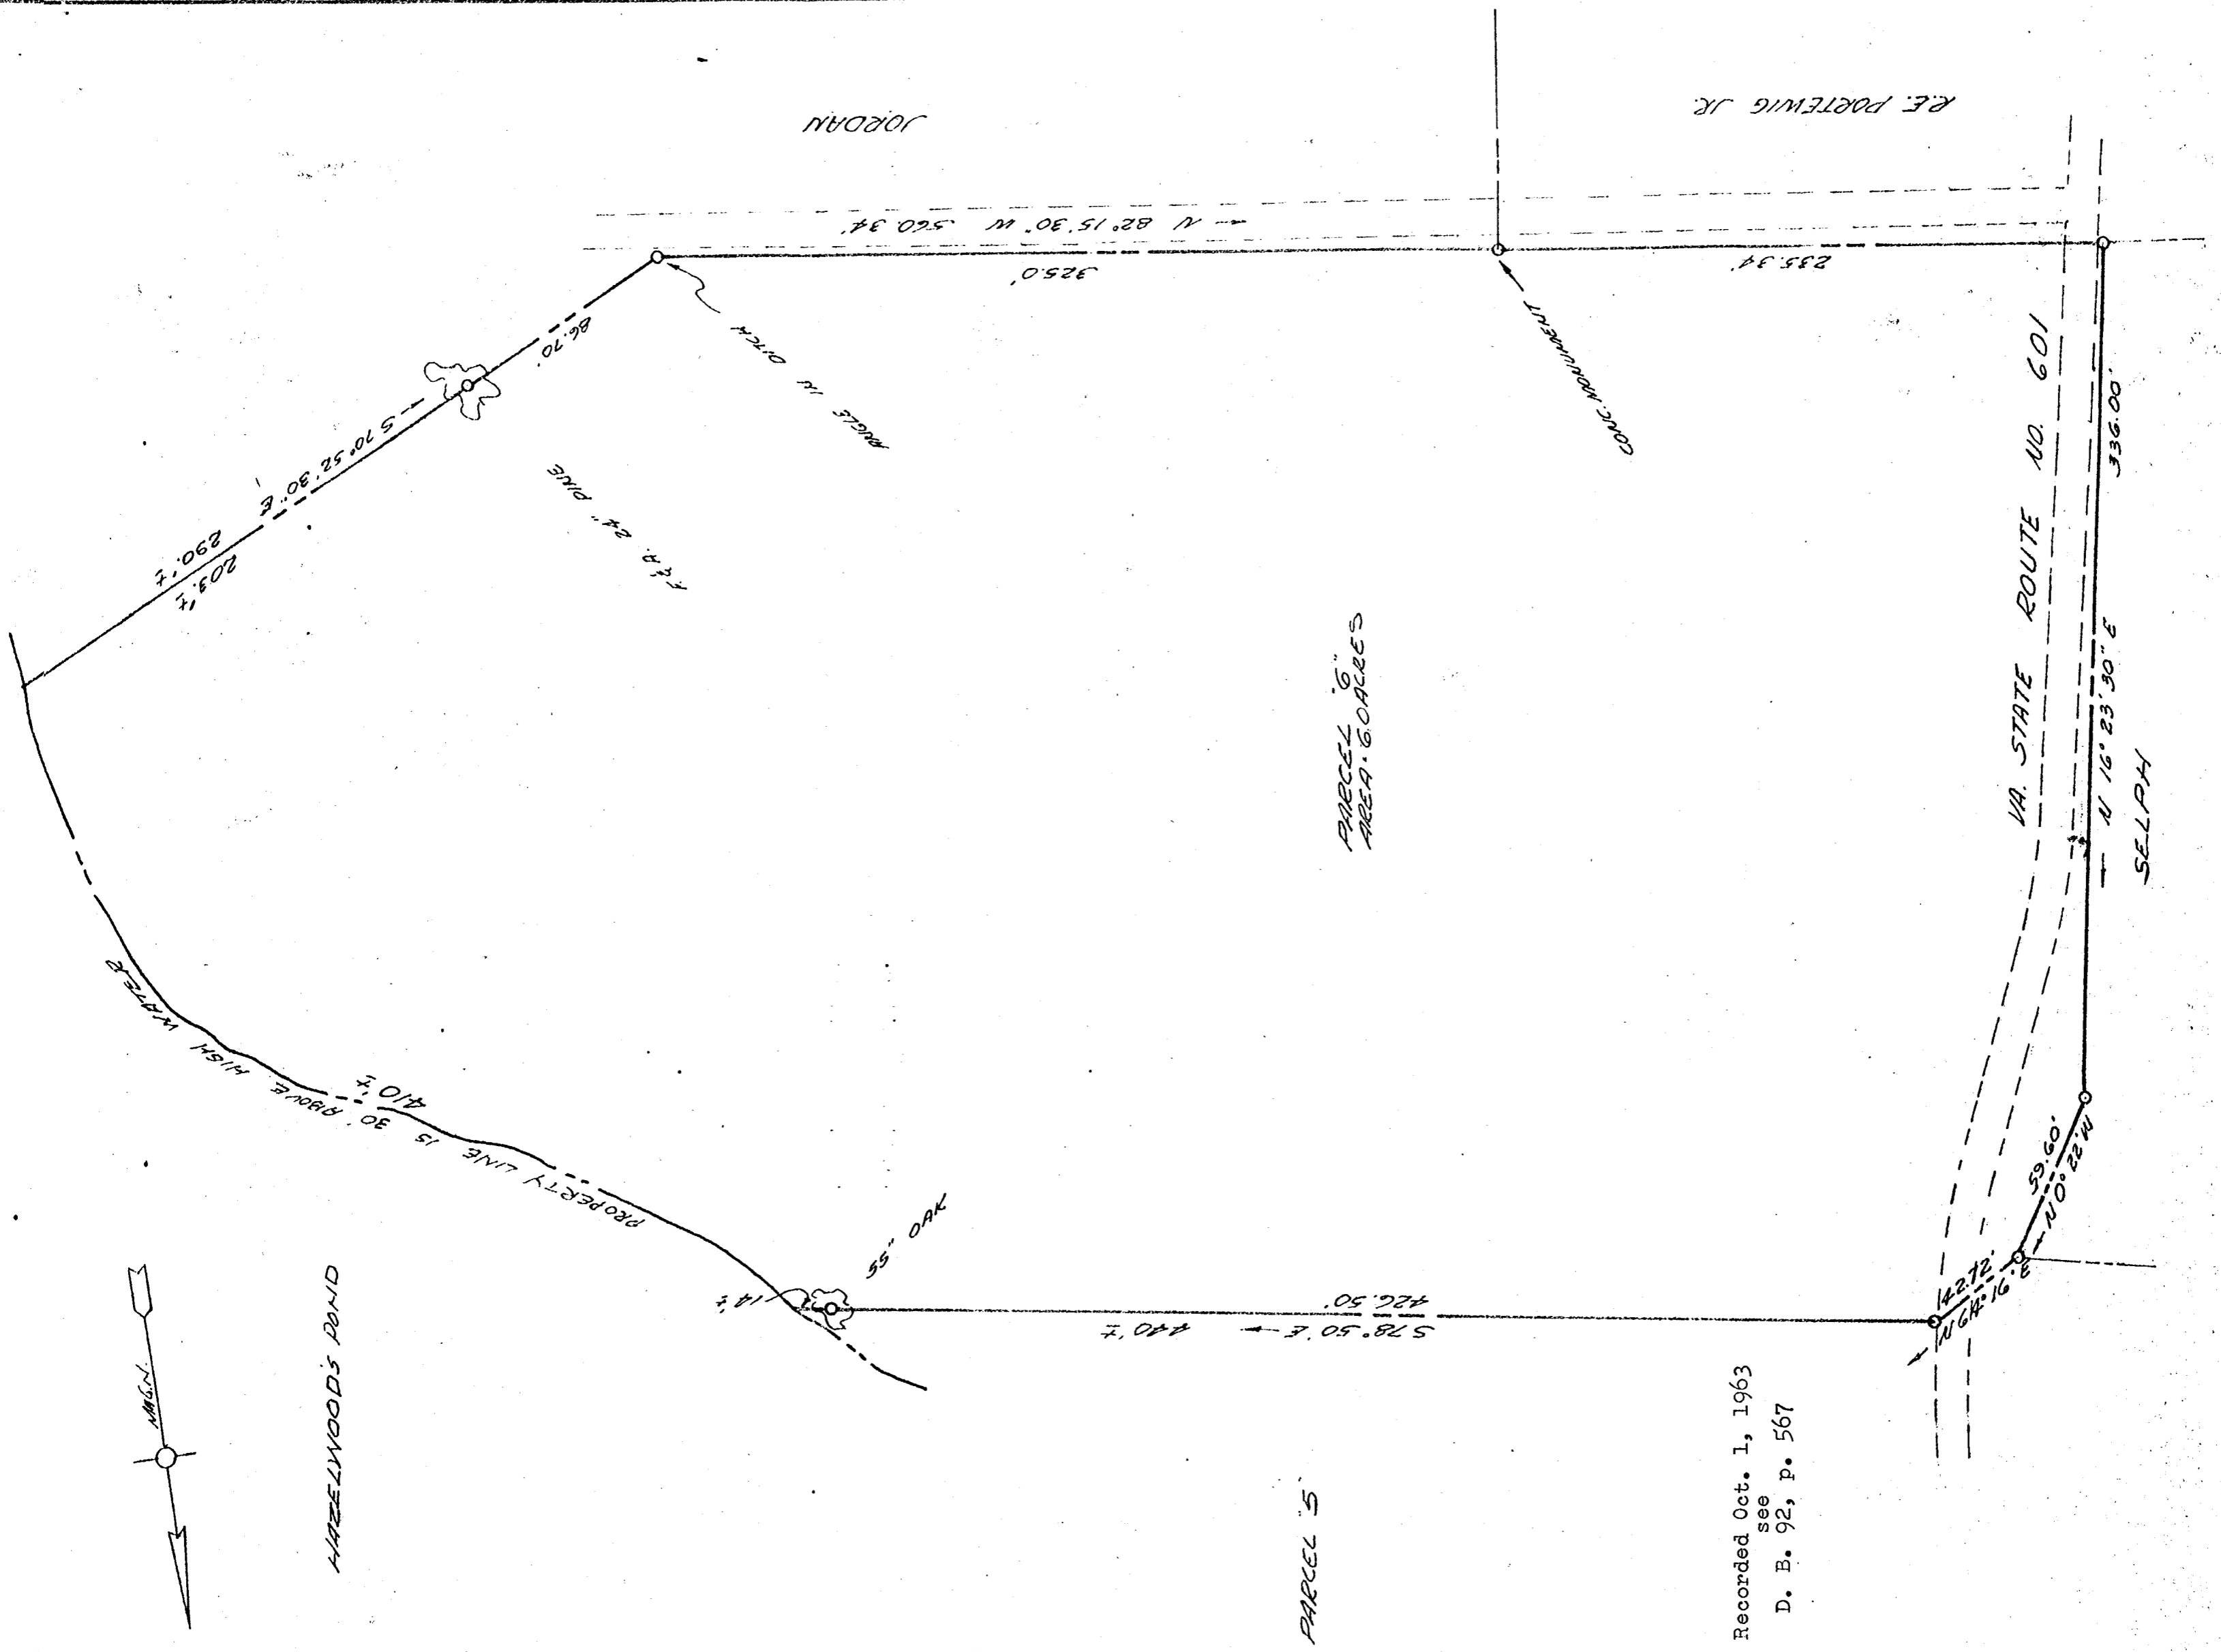 MAG.N.
HAZELWOOD'S POND
PROPERTY LINE IS 30' ABOVE HIGH WATER
410'±
290.'±
203.'±
S 70° 52' 30" E
86.70'
F.&A. 24" PINE
ANGLE IN DITCH
JORDAN
N 82° 15' 30" W 560.34'
325.0'
CONC. MONUMENT
R.E. PORTEWIG JR.
235.34'
VA. STATE ROUTE NO. 601
336.00'
N 16° 23' 30" E
SELPH
PARCEL "6"
AREA = 6.0 ACRES
55" OAK
14'±
426.50'
S 78° 50' E 440'±
59.60'
N 0° 22' W
142.72'
N 64° 16' E
PARCEL "5"
Recorded Oct. 1, 1963
see
D. B. 92, p. 567